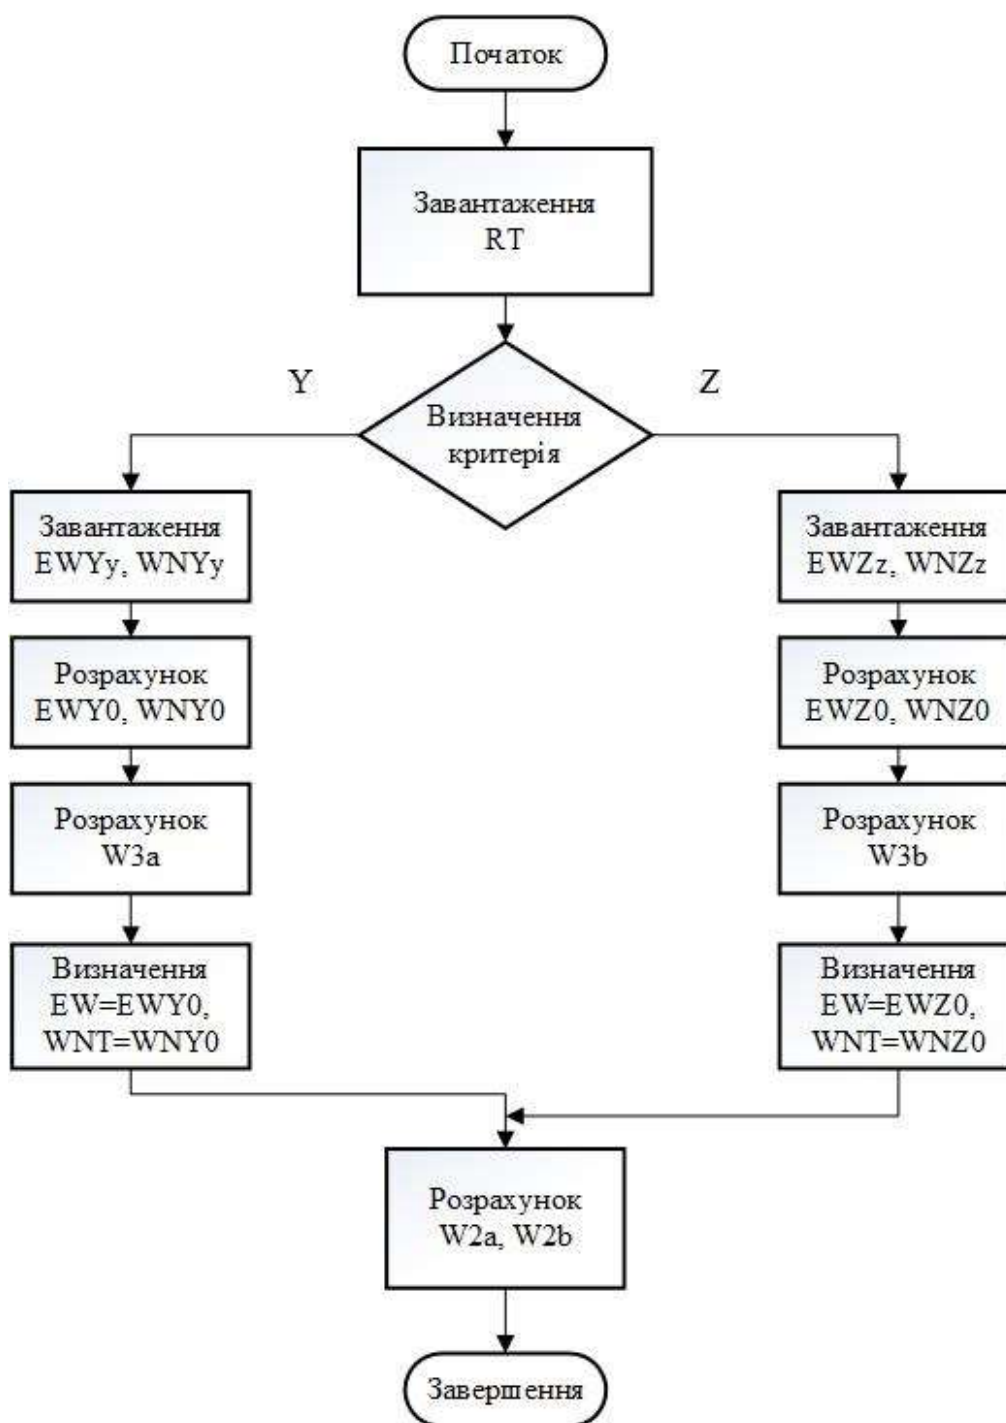 Початок
Завантаження
RT
Y
Z
Визначення
критерія
Завантаження
EWYy, WNYy
Розрахунок
EWY0, WNY0
Розрахунок
W3a
Визначення
EW=EWY0,
WNT=WNY0
Завантаження
EWZz, WNZz
Розрахунок
EWZ0, WNZ0
Розрахунок
W3b
Визначення
EW=EWZ0,
WNT=WNZ0
Розрахунок
W2a, W2b
Завершення